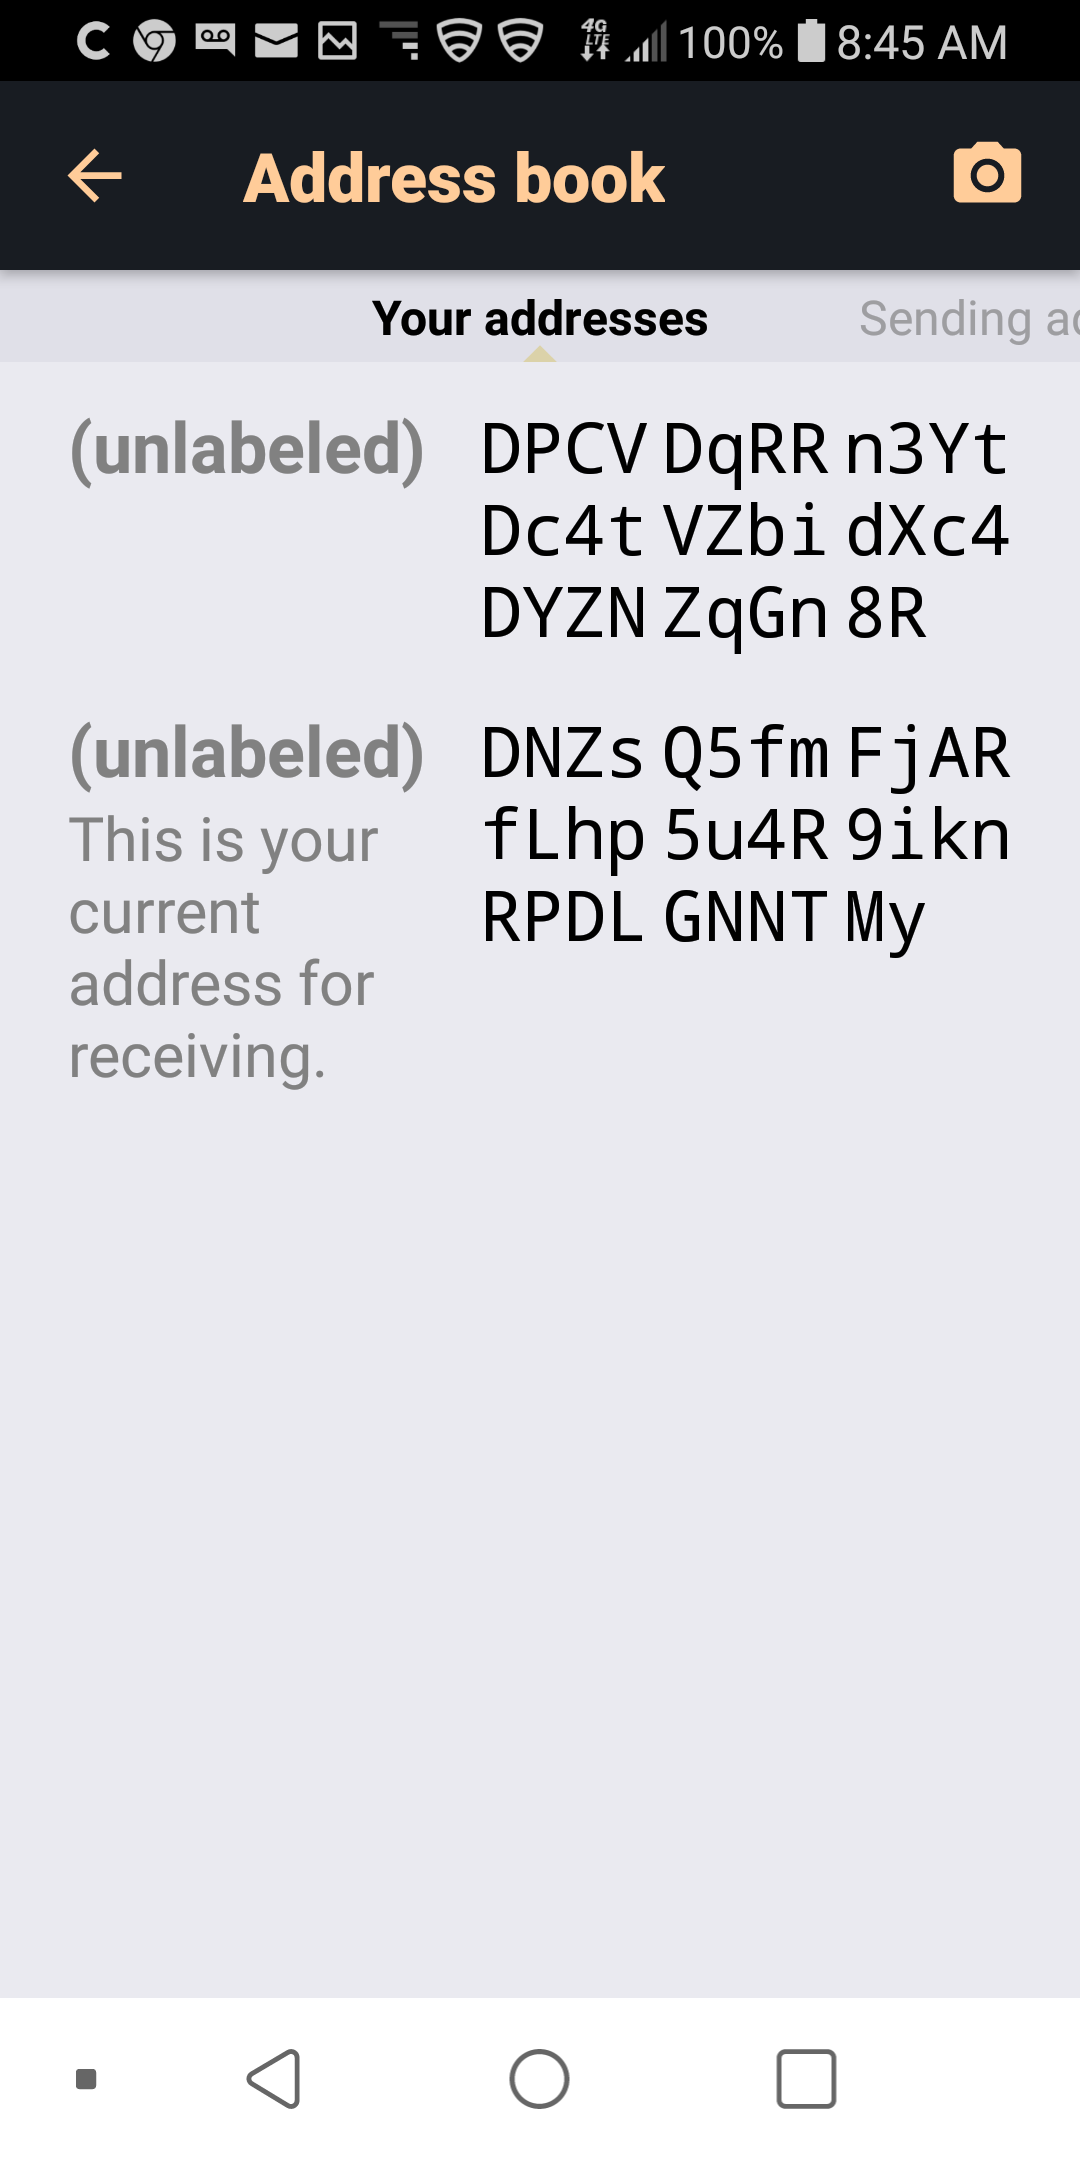 4G LTE 100% 8:45 AM
Address book
Your addresses Sending
(unlabeled) DPCV DqRR n3Yt
Dc4t VZbi dXc4
DYZN ZqGn 8R
(unlabeled) DNZs Q5fm FjAR
This is your fLhp 5u4R 9ikn
current RPDL GNNT My
address for
receiving.